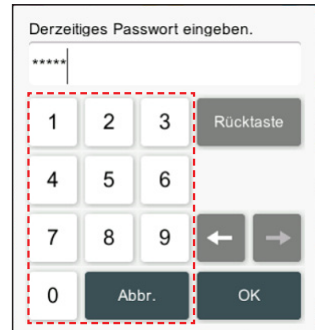 Derzeitiges Passwort eingeben.
*****
1 2 3 Rücktaste
4 5 6
7 8 9 ← →
0 Abbr. OK